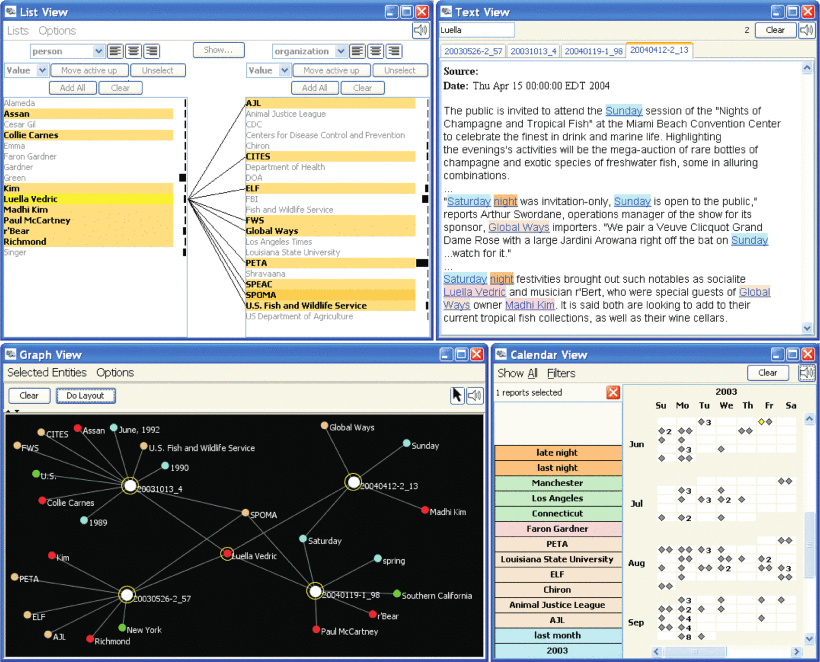 List View
Lists Options
person
organization
Show...
Value Move active up Unselect
Value Move active up Unselect
Add All Clear
Add All Clear
Alameda
Assan
Cesar Gil
Collie Carnes
Emma
Faron Gardner
Gardner
Green
Kim
Luella Vedric
Madhi Kim
Paul McCartney
r'Bear
Richmond
Singer
AJL
Animal Justice League
CDC
Centers for Disease Control and Prevention
Chiron
CITES
Department of Health
DOA
ELF
FBI
Fish and Wildlife Service
FWS
Global Ways
Los Angeles Times
Louisiana State University
PETA
Shravaana
SPEAC
SPOMA
U.S. Fish and Wildlife Service
US Department of Agriculture
Text View
Luella
2 Clear
20030526-2_57 20031013_4 20040119-1_98 20040412-2_13
Source:
Date: Thu Apr 15 00:00:00 EDT 2004
The public is invited to attend the Sunday session of the "Nights of
Champagne and Tropical Fish" at the Miami Beach Convention Center
to celebrate the finest in drink and marine life. Highlighting
the evenings's activities will be the mega-auction of rare bottles of
champagne and exotic species of freshwater fish, some in alluring
combinations.
...
"Saturday night was invitation-only, Sunday is open to the public,"
reports Arthur Swordane, operations manager of the show for its
sponsor, Global Ways importers. "We pair a Veuve Clicquot Grand
Dame Rose with a large Jardini Arowana right off the bat on Sunday
...watch for it."
...
Saturday night festivities brought out such notables as socialite
Luella Vedric and musician r'Bert, who were special guests of Global
Ways owner Madhi Kim. It is said both are looking to add to their
current tropical fish collections, as well as their wine cellars.
Graph View
Selected Entities Options
Clear Do Layout
CITES
Assan
June, 1992
FWS
U.S. Fish and Wildlife Service
1990
U.S.
20031013_4
Collie Carnes
1989
Global Ways
Sunday
20040412-2_13
SPOMA
Madhi Kim
Saturday
Luella Vedric
Kim
spring
PETA
20030526-2_57
20040119-1_98
Southern California
ELF
r'Bear
New York
Paul McCartney
AJL
Richmond
Calendar View
Show All Filters
Clear
1 reports selected
late night
last night
Manchester
Los Angeles
Connecticut
Faron Gardner
PETA
Louisiana State University
ELF
Chiron
Animal Justice League
AJL
last month
2003
2003
Su Mo Tu We Th Fr Sa
3
Jun
2
3
3
Jul
3 2
2
3
Aug
3 2
2 3
3
2
Sep
4
4
8